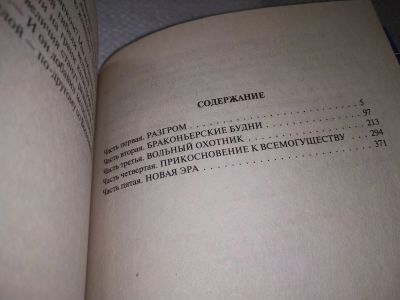 СОДЕРЖАНИЕ
Часть первая. РАЗГРОМ 5
Часть вторая. БРАКОНЬЕРСКИЕ БУДНИ 97
Часть третья. ВОЛЬНЫЙ ОХОТНИК 213
Часть четвертая. ПРИКОСНОВЕНИЕ К ВСЕМОГУЩЕСТВУ 294
Часть пятая. НОВАЯ ЭРА 371